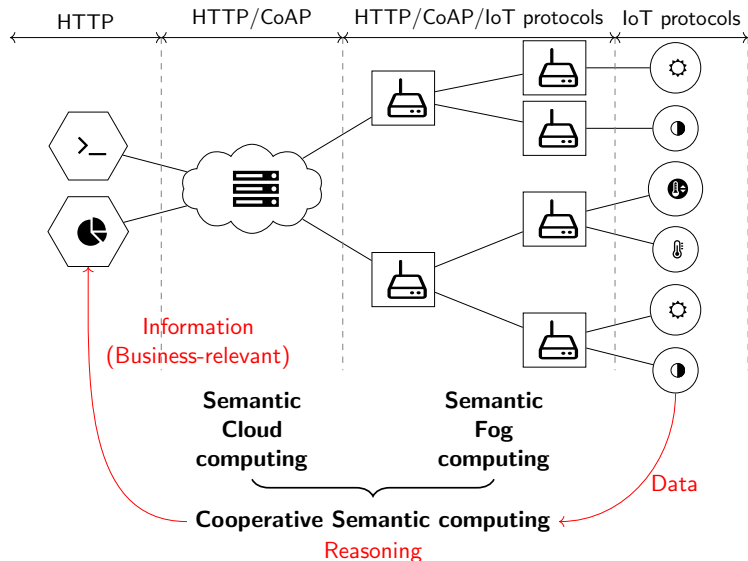 HTTP
HTTP/CoAP
HTTP/CoAP/IoT protocols
IoT protocols
Information
(Business-relevant)
Semantic
Cloud
computing
Semantic
Fog
computing
Data
Cooperative Semantic computing
Reasoning